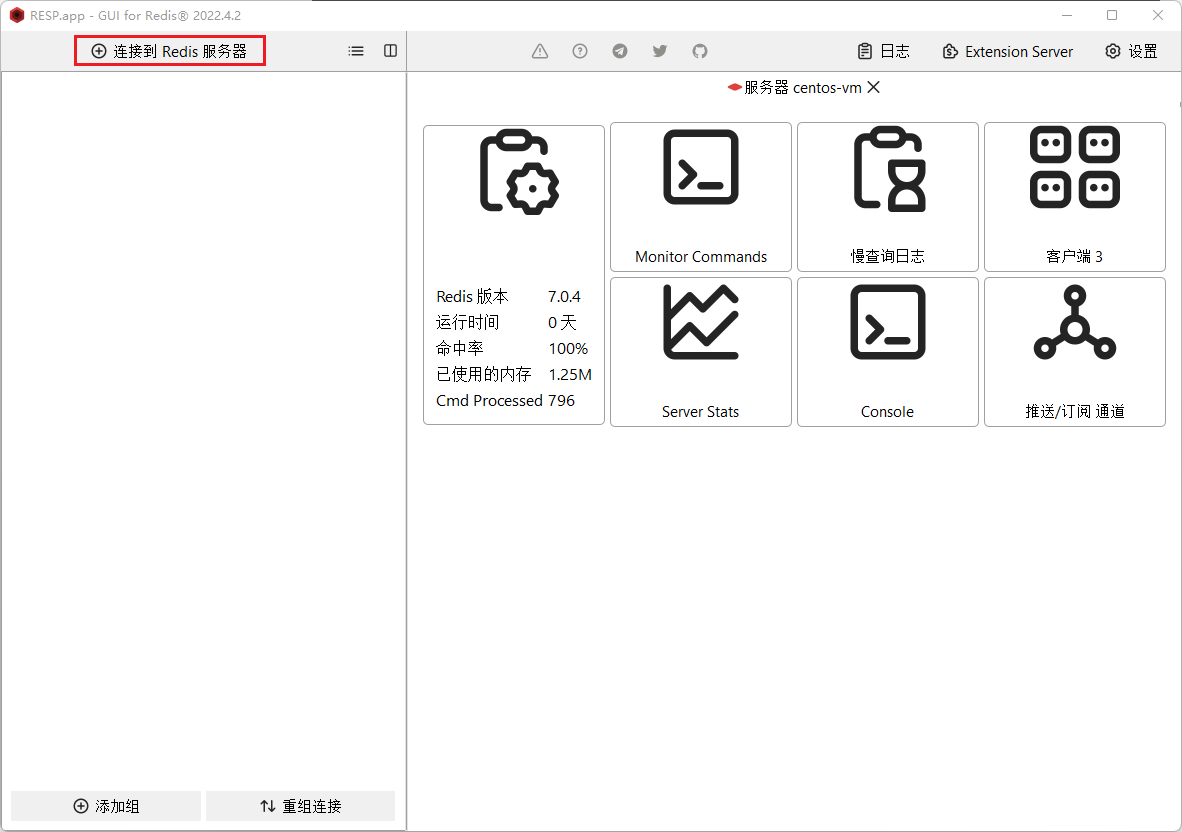 RESP.app - GUI for Redis® 2022.4.2
连接到 Redis 服务器
日志
Extension Server
设置
服务器 centos-vm
Redis 版本 7.0.4
运行时间 0 天
命中率 100%
已使用的内存 1.25M
Cmd Processed 796
Monitor Commands
慢查询日志
客户端 3
Server Stats
Console
推送/订阅 通道
添加组
重组连接